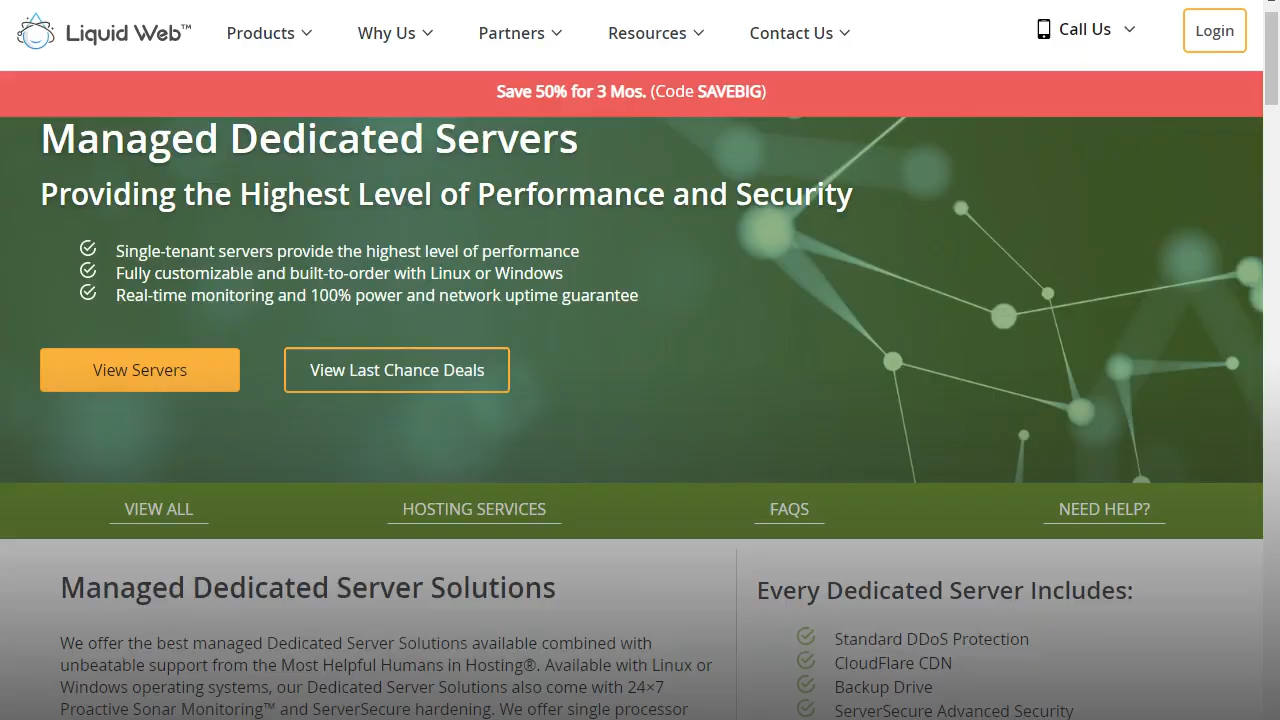 Liquid Web™
Products
Why Us
Partners
Resources
Contact Us
Call Us
Login
Save 50% for 3 Mos. (Code SAVEBIG)
Managed Dedicated Servers
Providing the Highest Level of Performance and Security
Single-tenant servers provide the highest level of performance
Fully customizable and built-to-order with Linux or Windows
Real-time monitoring and 100% power and network uptime guarantee
View Servers
View Last Chance Deals
VIEW ALL
HOSTING SERVICES
FAQS
NEED HELP?
Managed Dedicated Server Solutions
We offer the best managed Dedicated Server Solutions available combined with
unbeatable support from the Most Helpful Humans in Hosting®. Available with Linux or
Windows operating systems, our Dedicated Server Solutions also come with 24×7
Proactive Sonar Monitoring™ and ServerSecure hardening. We offer single processor
Every Dedicated Server Includes:
Standard DDoS Protection
CloudFlare CDN
Backup Drive
ServerSecure Advanced Security